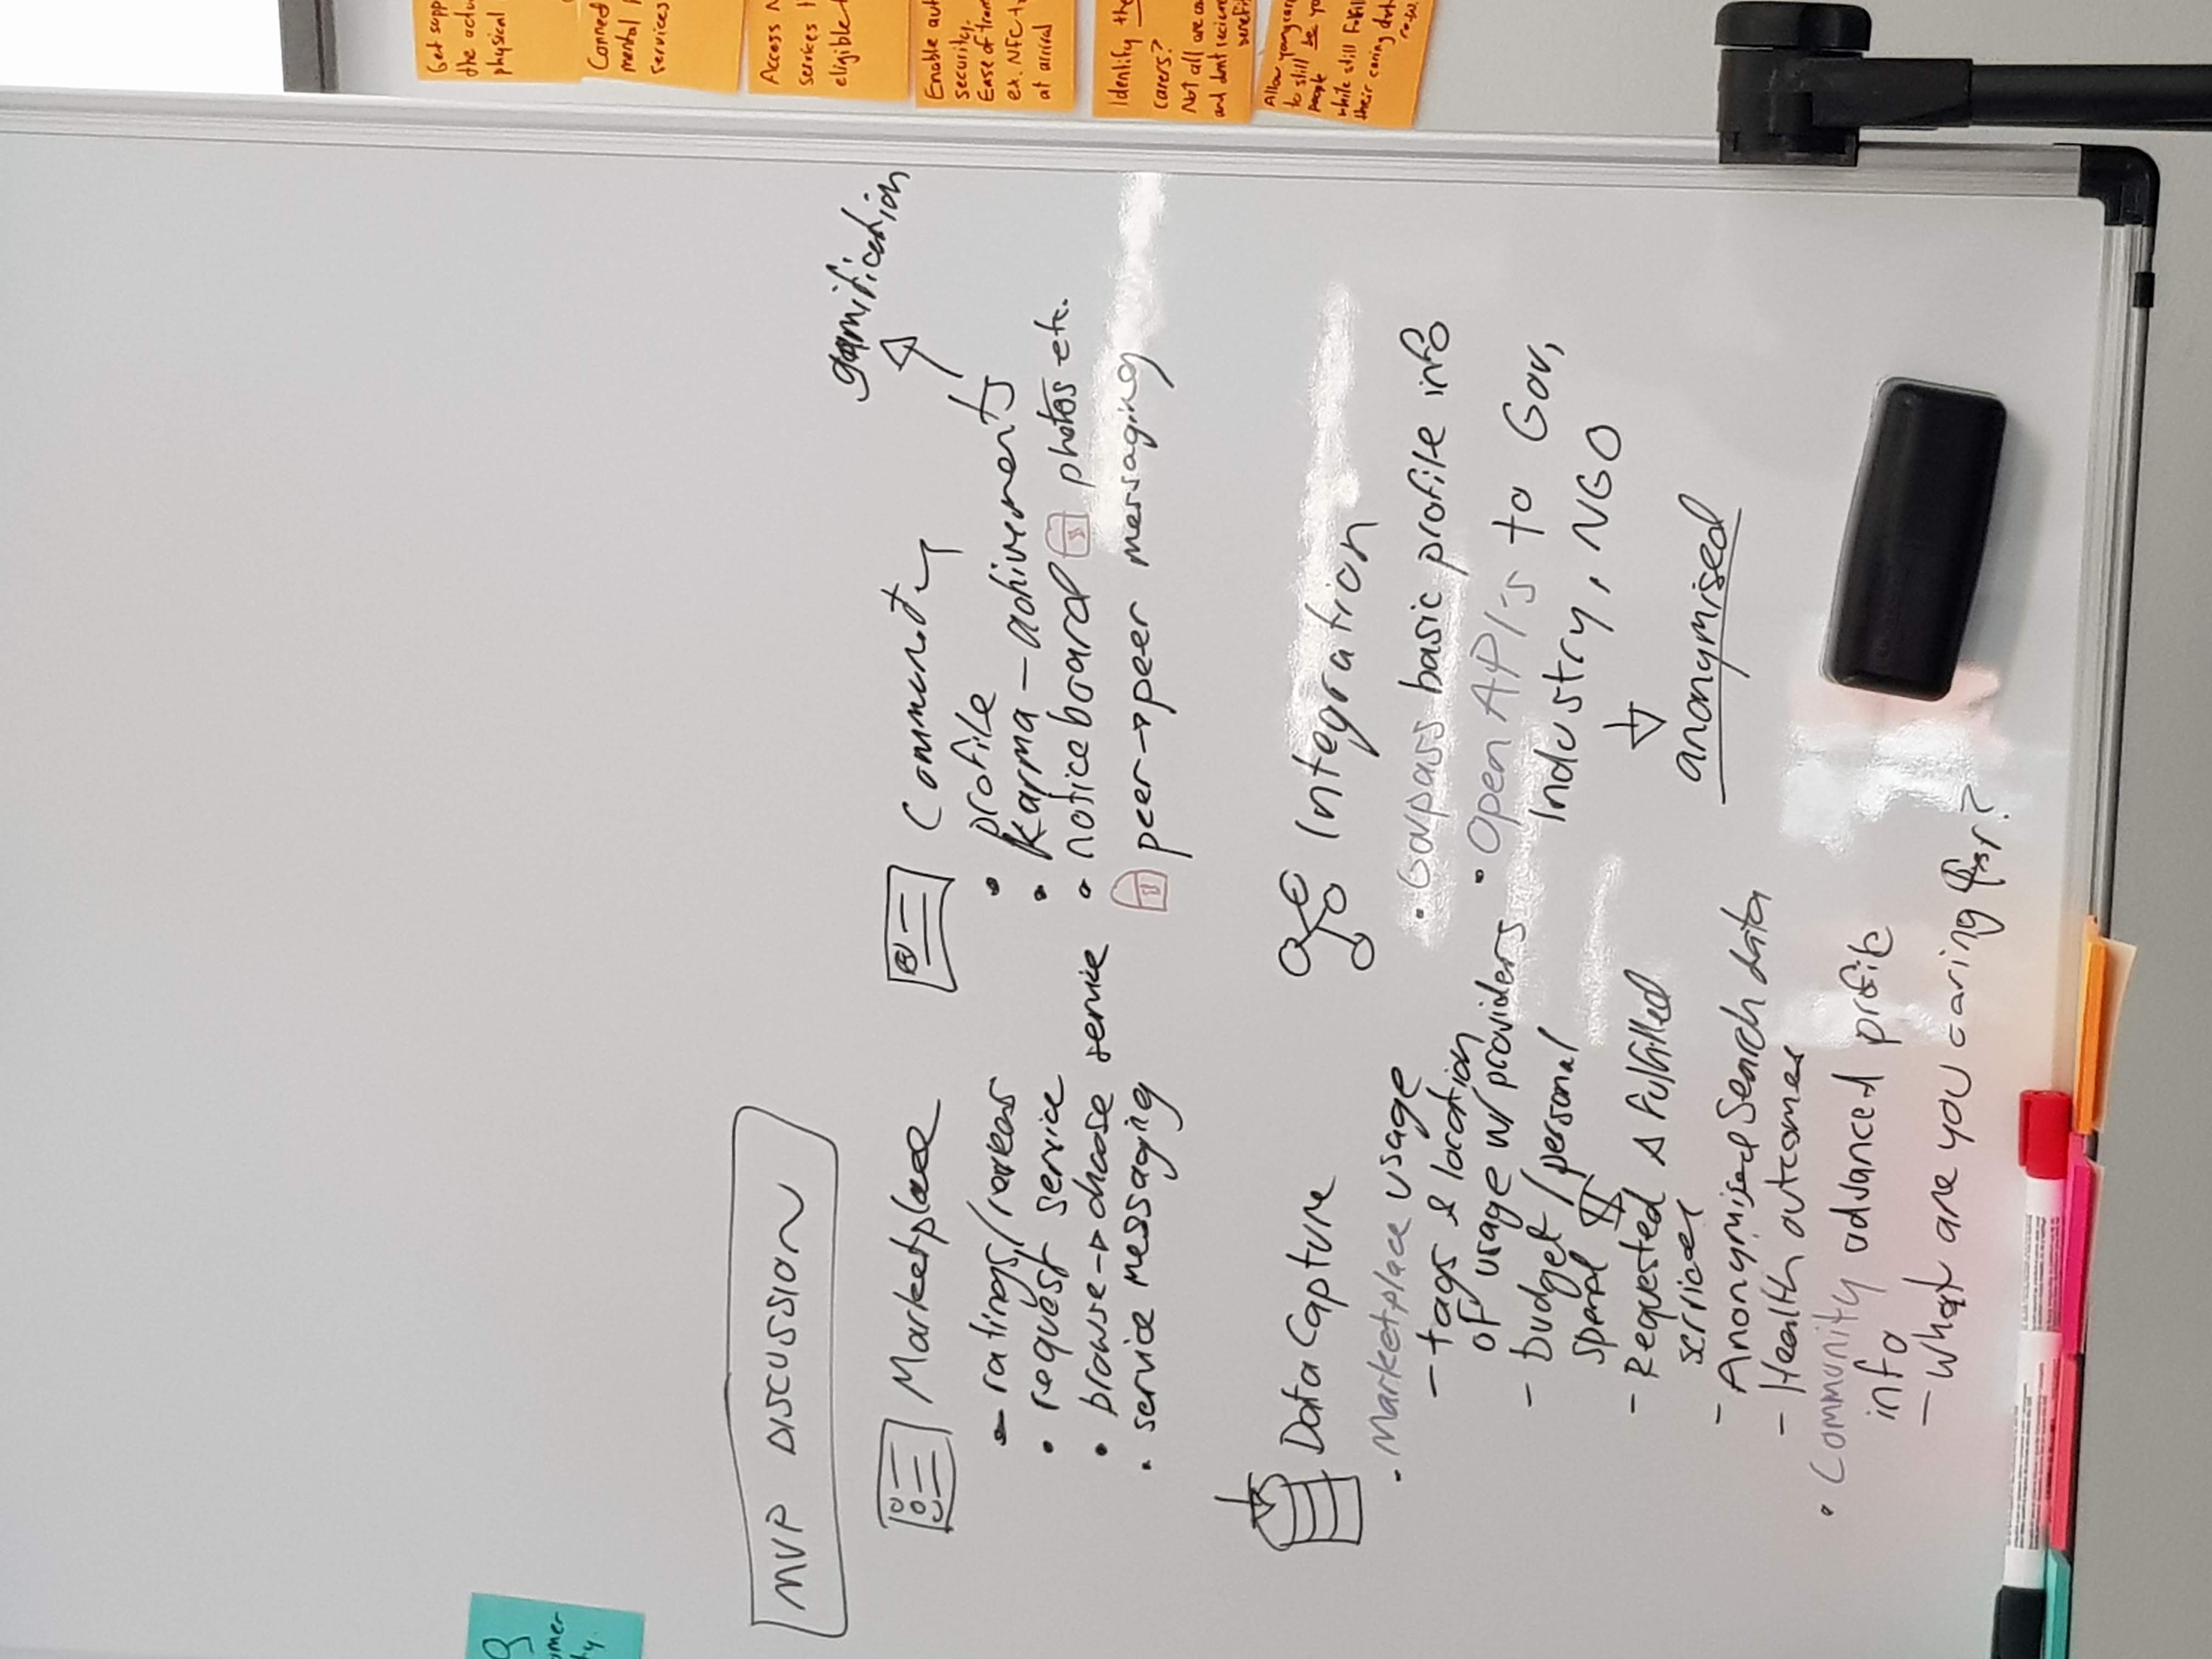 omer
ty.
MVP DISCUSSION
Marketplace
- ratings/reviews
• request service
• browse → choose service
• service messaging
Community
gamification
• profile
• Karma — achivements
• noticeboard photos etc.
peer → peer messaging
Data Capture
• Marketplace usage
- tags & location
of usage w/ providers
- budget / personal
spend $
- Requested Δ fulfilled
services
- Anonymised Search data
- Health outcomes
• Community advanced profile
info
- What are you caring for?
Integration
• Govpass basic profile info
• Open API's to Gov,
Industry, NGO
↓
anonymised
Get supp
the actu
physical
Connect
mental
services
Access N
services
eligible
Enable aut
security.
Ease of tran
ex. NFC
at arrival
Identify the
carers?
Not all are
and dont
benefi
Allow young car
to still be yo
people
while still fulfill
their caring